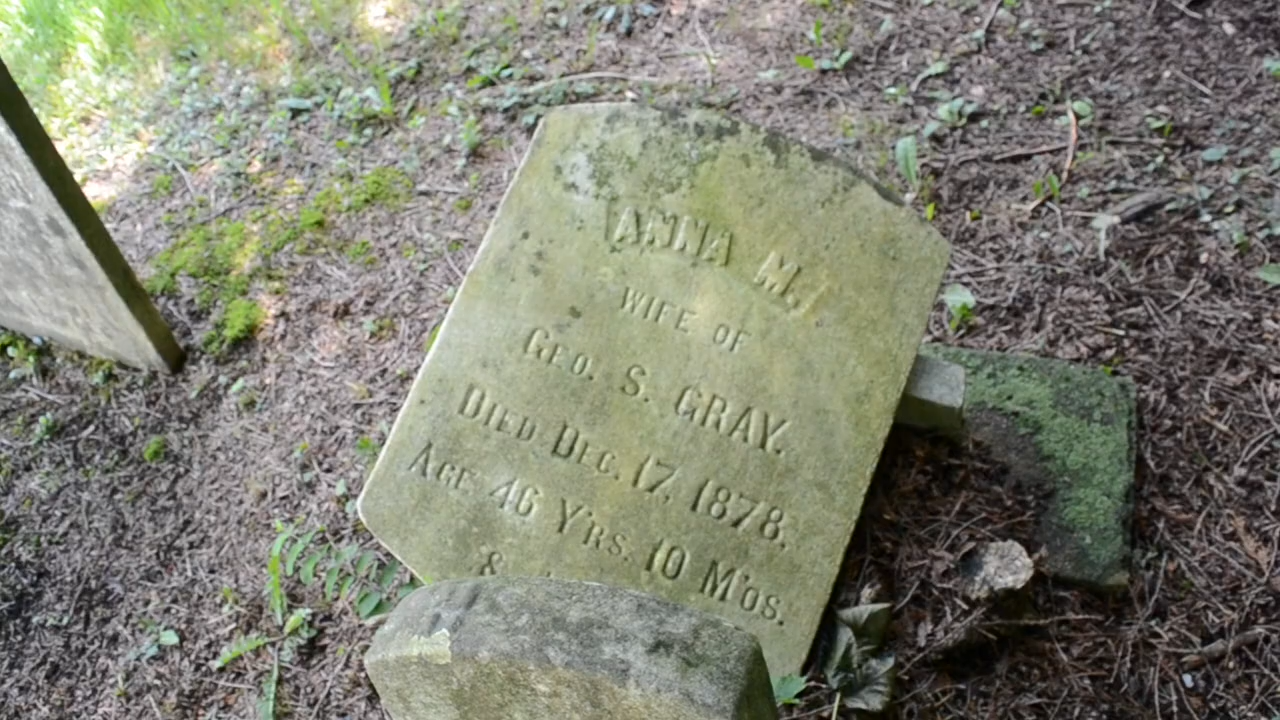 ANNA M.
WIFE OF
GEO. S. GRAY.
DIED DEC. 17, 1878.
AGE 46 Y'RS. 10 M'OS.
&